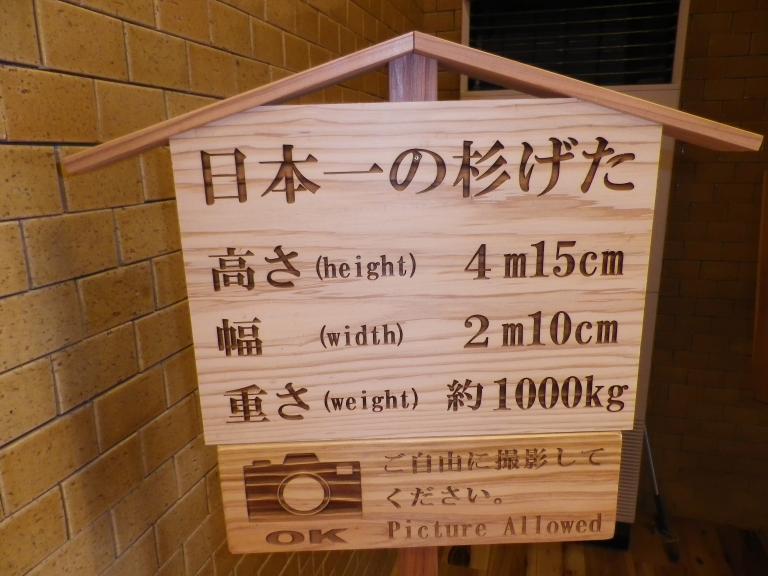 日本一の杉げた
高さ(height) 4m15cm
幅 (width) 2m10cm
重さ(weight) 約1000kg
ご自由に撮影して
ください。
OK Picture Allowed